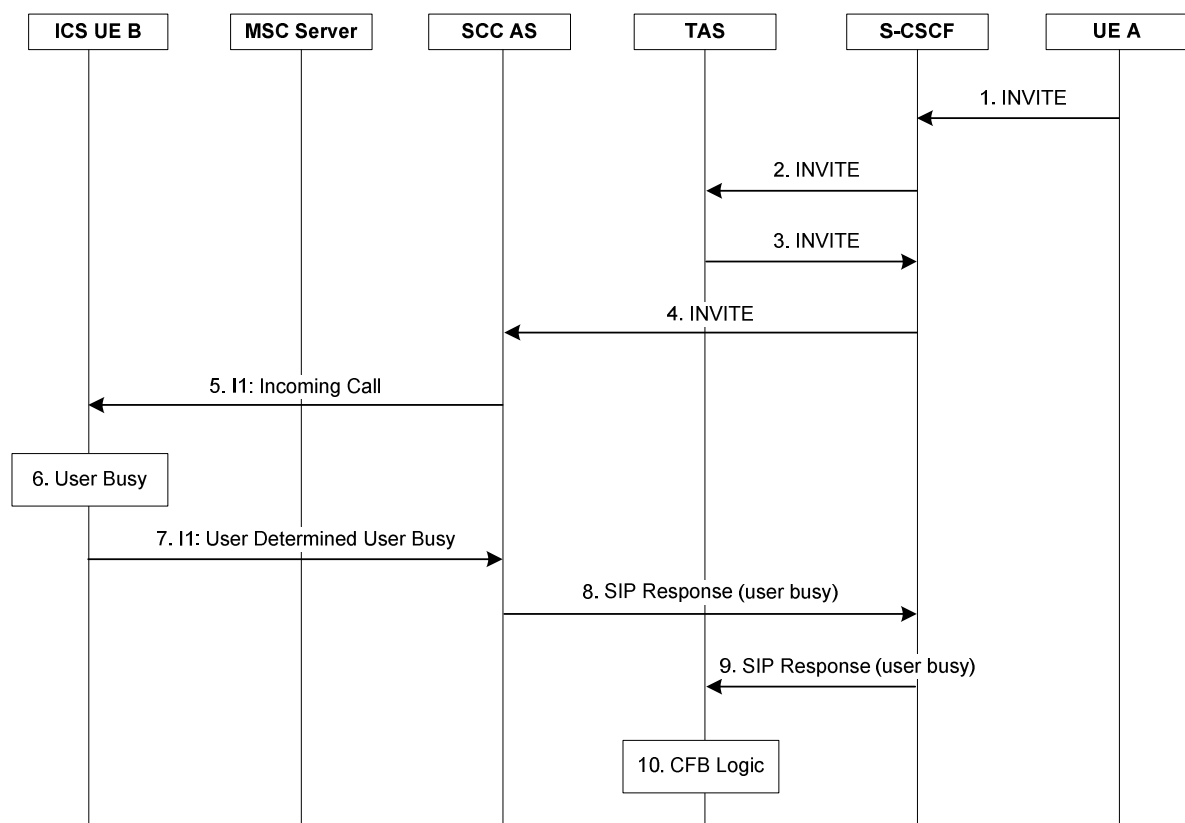 ICS UE B
MSC Server
SCC AS
TAS
S-CSCF
UE A
1. INVITE
2. INVITE
3. INVITE
4. INVITE
5. I1: Incoming Call
6. User Busy
7. I1: User Determined User Busy
8. SIP Response (user busy)
9. SIP Response (user busy)
10. CFB Logic